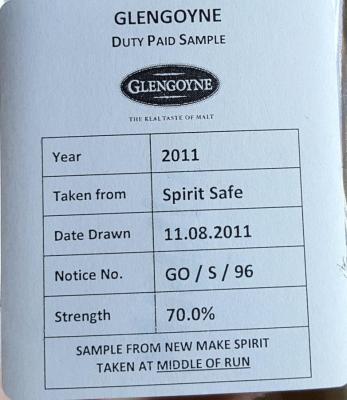 GLENGOYNE
DUTY PAID SAMPLE
GLENGOYNE
THE REAL TASTE OF MALT
Year 2011
Taken from Spirit Safe
Date Drawn 11.08.2011
Notice No. GO / S / 96
Strength 70.0%
SAMPLE FROM NEW MAKE SPIRIT
TAKEN AT MIDDLE OF RUN